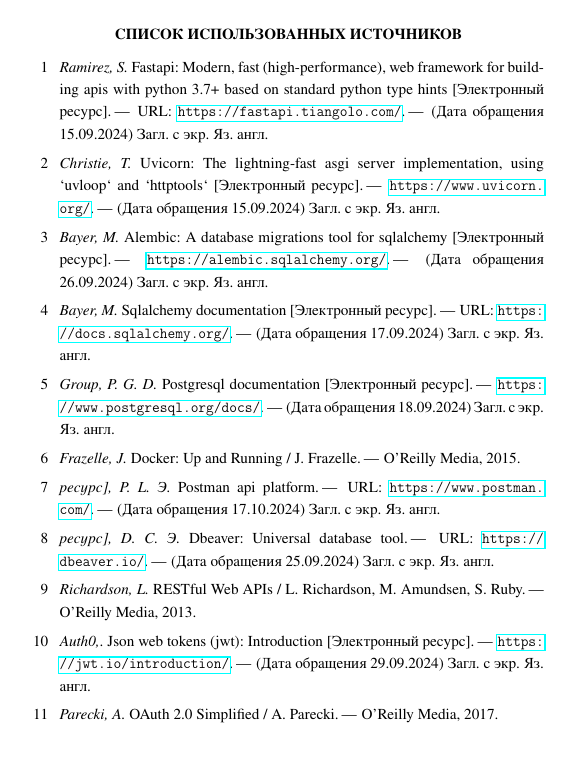 СПИСОК ИСПОЛЬЗОВАННЫХ ИСТОЧНИКОВ
1 Ramirez, S. Fastapi: Modern, fast (high-performance), web framework for build-
ing apis with python 3.7+ based on standard python type hints [Электронный
ресурс]. — URL: https://fastapi.tiangolo.com/. — (Дата обращения
15.09.2024) Загл. с экр. Яз. англ.
2 Christie, T. Uvicorn: The lightning-fast asgi server implementation, using
‘uvloop‘ and ‘httptools‘ [Электронный ресурс]. — https://www.uvicorn.
org/. — (Дата обращения 15.09.2024) Загл. с экр. Яз. англ.
3 Bayer, M. Alembic: A database migrations tool for sqlalchemy [Электронный
ресурс]. — https://alembic.sqlalchemy.org/. — (Дата обращения
26.09.2024) Загл. с экр. Яз. англ.
4 Bayer, M. Sqlalchemy documentation [Электронный ресурс]. — URL: https:
//docs.sqlalchemy.org/. — (Дата обращения 17.09.2024) Загл. с экр. Яз.
англ.
5 Group, P. G. D. Postgresql documentation [Электронный ресурс]. — https:
//www.postgresql.org/docs/. — (Дата обращения 18.09.2024) Загл. с экр.
Яз. англ.
6 Frazelle, J. Docker: Up and Running / J. Frazelle. — O’Reilly Media, 2015.
7 ресурс], P. L. Э. Postman api platform. — URL: https://www.postman.
com/. — (Дата обращения 17.10.2024) Загл. с экр. Яз. англ.
8 ресурс], D. C. Э. Dbeaver: Universal database tool. — URL: https://
dbeaver.io/. — (Дата обращения 25.09.2024) Загл. с экр. Яз. англ.
9 Richardson, L. RESTful Web APIs / L. Richardson, M. Amundsen, S. Ruby. —
O’Reilly Media, 2013.
10 Auth0,. Json web tokens (jwt): Introduction [Электронный ресурс]. — https:
//jwt.io/introduction/. — (Дата обращения 29.09.2024) Загл. с экр. Яз.
англ.
11 Parecki, A. OAuth 2.0 Simplified / A. Parecki. — O’Reilly Media, 2017.